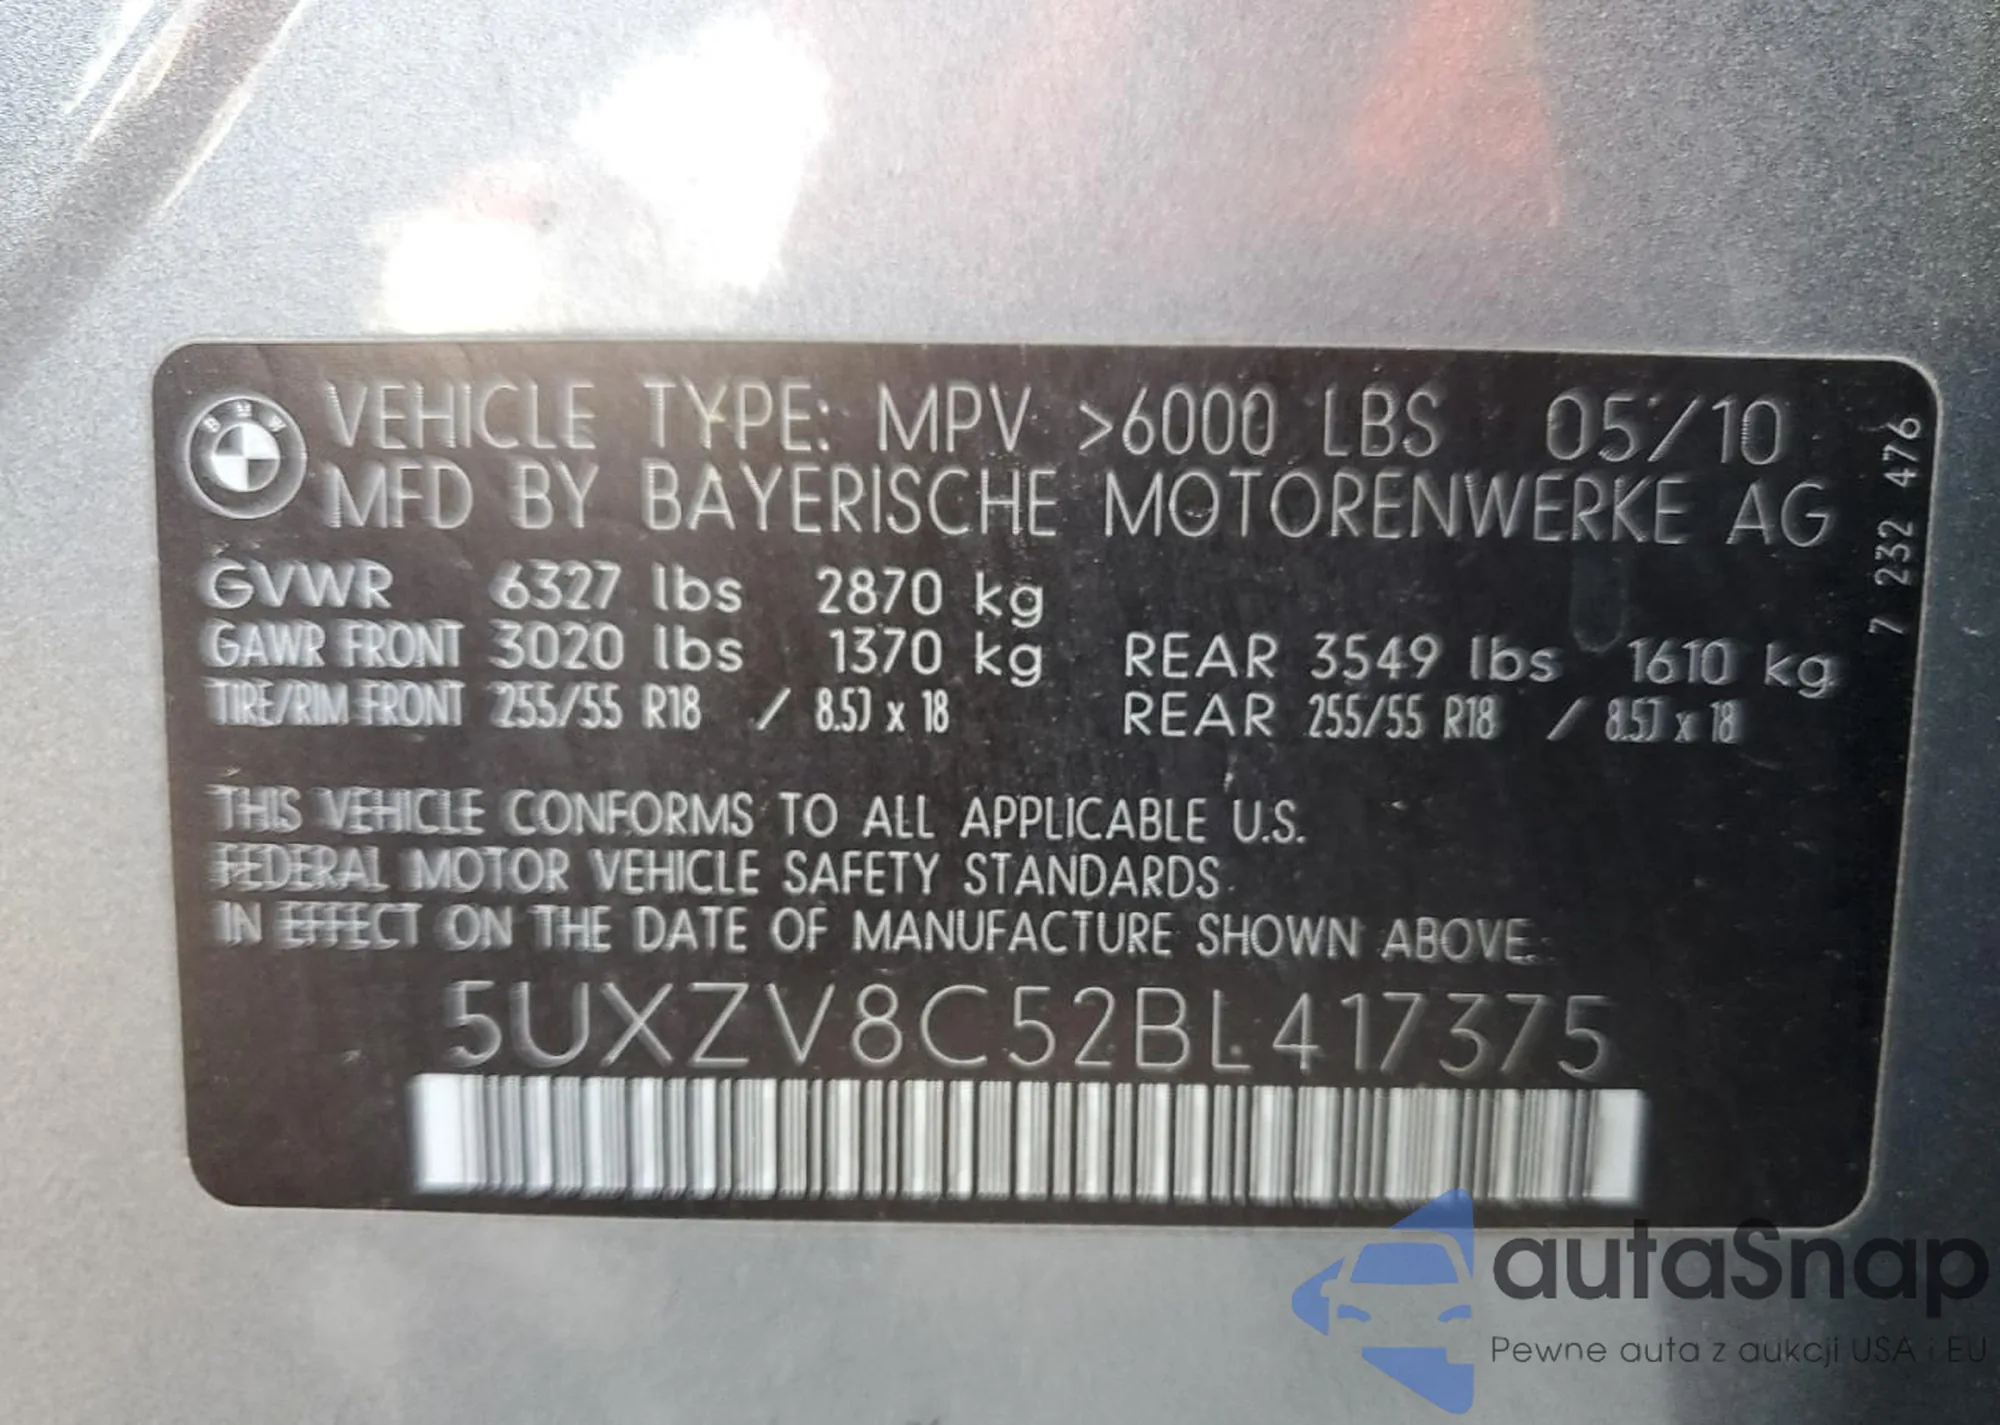 BMW
VEHICLE TYPE: MPV >6000 LBS 05/10
MFD BY BAYERISCHE MOTORENWERKE AG
GVWR 6327 lbs 2870 kg
GAWR FRONT 3020 lbs 1370 kg REAR 3549 lbs 1610 kg
TIRE/RIM FRONT 255/55 R18 / 8.5J x 18 REAR 255/55 R18 / 8.5J x 18
THIS VEHICLE CONFORMS TO ALL APPLICABLE U.S.
FEDERAL MOTOR VEHICLE SAFETY STANDARDS
IN EFFECT ON THE DATE OF MANUFACTURE SHOWN ABOVE.
5UXZV8C52BL417375
7 232 476
autaSnap
Pewne auta z aukcji USA i EU